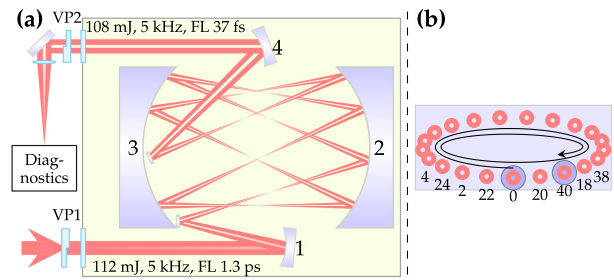 (a)
VP2
108 mJ, 5 kHz, FL 37 fs
4
3
2
Diag-
nostics
VP1
1
112 mJ, 5 kHz, FL 1.3 ps
(b)
4
24
2
22
0
20
40
18
38